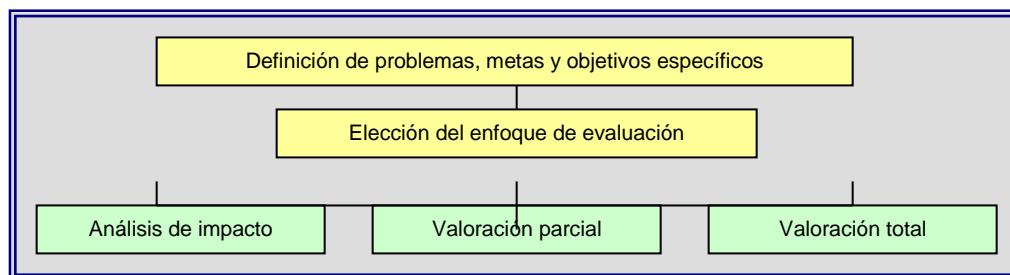 Definición de problemas, metas y objetivos específicos
Elección del enfoque de evaluación
Análisis de impacto
Valoración parcial
Valoración total